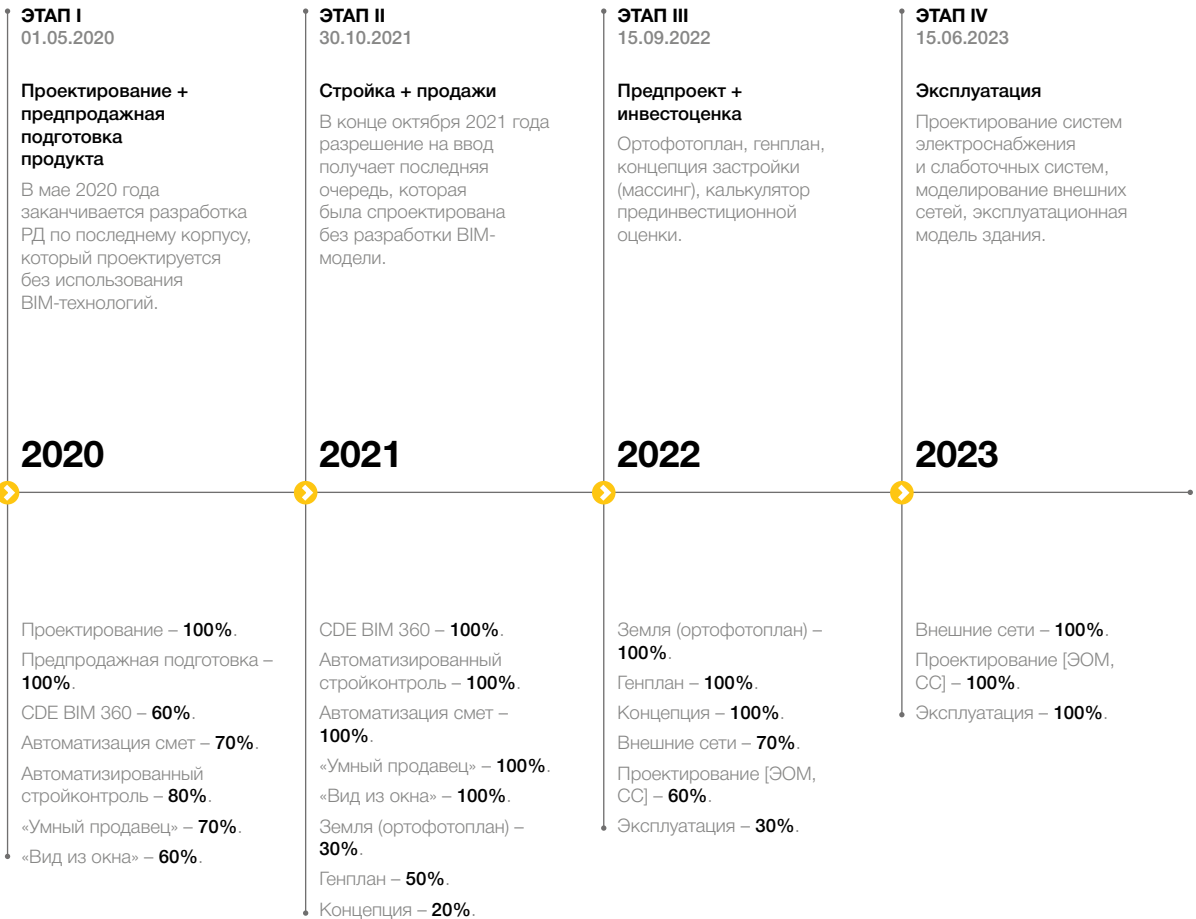 ЭТАП I
01.05.2020
Проектирование +
предпродажная
подготовка
продукта
В мае 2020 года
заканчивается разработка
РД по последнему корпусу,
который проектируется
без использования
BIM-технологий.
2020
Проектирование – 100%.
Предпродажная подготовка –
100%.
CDE BIM 360 – 60%.
Автоматизация смет – 70%.
Автоматизированный
стройконтроль – 80%.
«Умный продавец» – 70%.
«Вид из окна» – 60%.
ЭТАП II
30.10.2021
Стройка + продажи
В конце октября 2021 года
разрешение на ввод
получает последняя
очередь, которая
была спроектирована
без разработки BIM-
модели.
2021
CDE BIM 360 – 100%.
Автоматизированный
стройконтроль – 100%.
Автоматизация смет –
100%.
«Умный продавец» – 100%.
«Вид из окна» – 100%.
Земля (ортофотоплан) –
30%.
Генплан – 50%.
Концепция – 20%.
ЭТАП III
15.09.2022
Предпроект +
инвестоценка
Ортофотоплан, генплан,
концепция застройки
(массинг), калькулятор
прединвестиционной
оценки.
2022
Земля (ортофотоплан) –
100%.
Генплан – 100%.
Концепция – 100%.
Внешние сети – 70%.
Проектирование [ЭОМ,
СС] – 60%.
Эксплуатация – 30%.
ЭТАП IV
15.06.2023
Эксплуатация
Проектирование систем
электроснабжения
и слаботочных систем,
моделирование внешних
сетей, эксплуатационная
модель здания.
2023
Внешние сети – 100%.
Проектирование [ЭОМ,
СС] – 100%.
Эксплуатация – 100%.